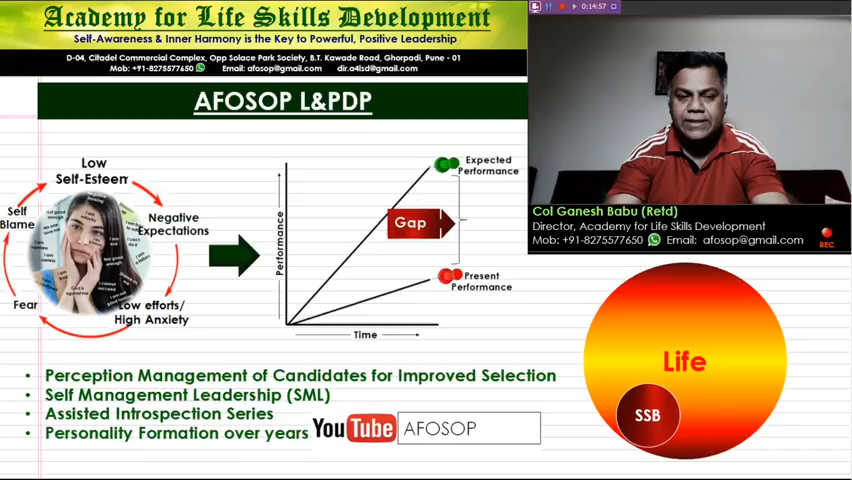 Academy for Life Skills Development
Self-Awareness & Inner Harmony is the Key to Powerful, Positive Leadership
D-04, Citadel Commercial Complex, Opp Solace Park Society, B.T. Kawade Road, Ghorpadi, Pune - 01
Mob: +91-8275577650 Email: afosop@gmail.com dir.a4lsd@gmail.com
00:14:57
AFOSOP L&PDP
Low
Self-Esteem
Self
Blame
Negative
Expectations
Fear
Low efforts/
High Anxiety
Performance
Time
Gap
Expected
Performance
Present
Performance
Col Ganesh Babu (Retd)
Director, Academy for Life Skills Development
Mob: +91-8275577650 Email: afosop@gmail.com
REC
Life
SSB
• Perception Management of Candidates for Improved Selection
• Self Management Leadership (SML)
• Assisted Introspection Series
• Personality Formation over years
YouTube AFOSOP